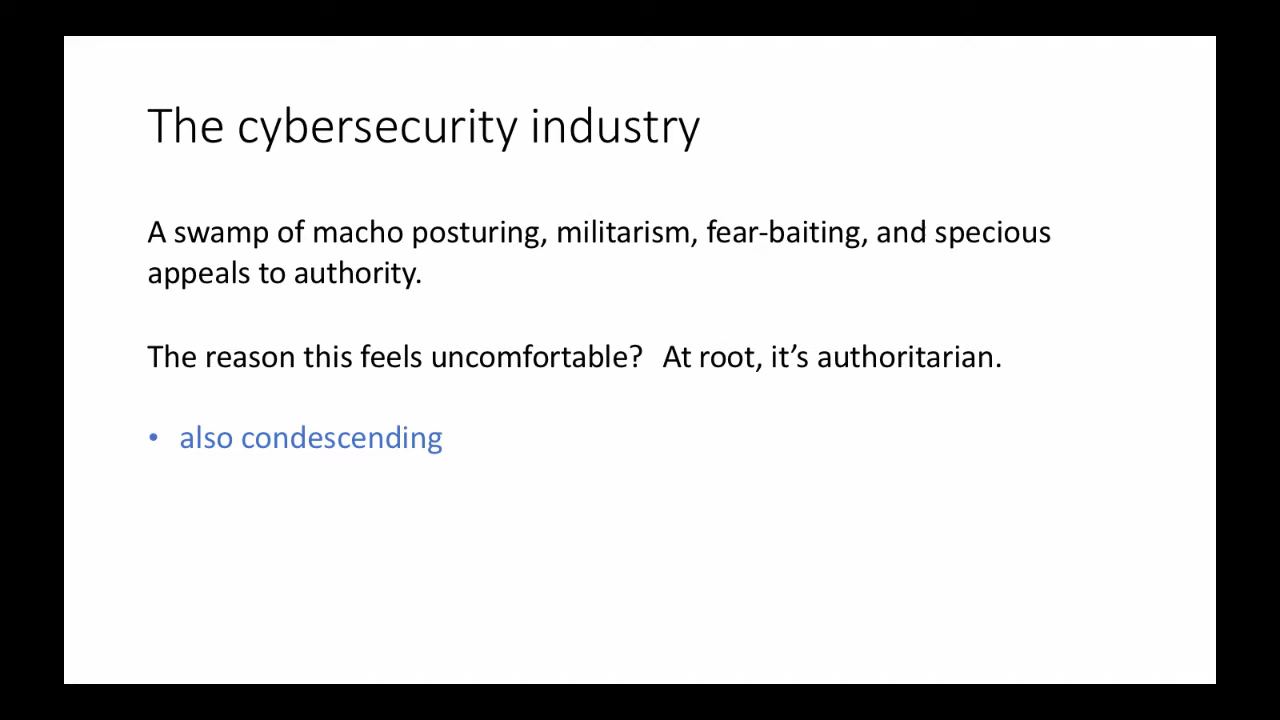 The cybersecurity industry
A swamp of macho posturing, militarism, fear-baiting, and specious
appeals to authority.
The reason this feels uncomfortable?  At root, it’s authoritarian.
• also condescending